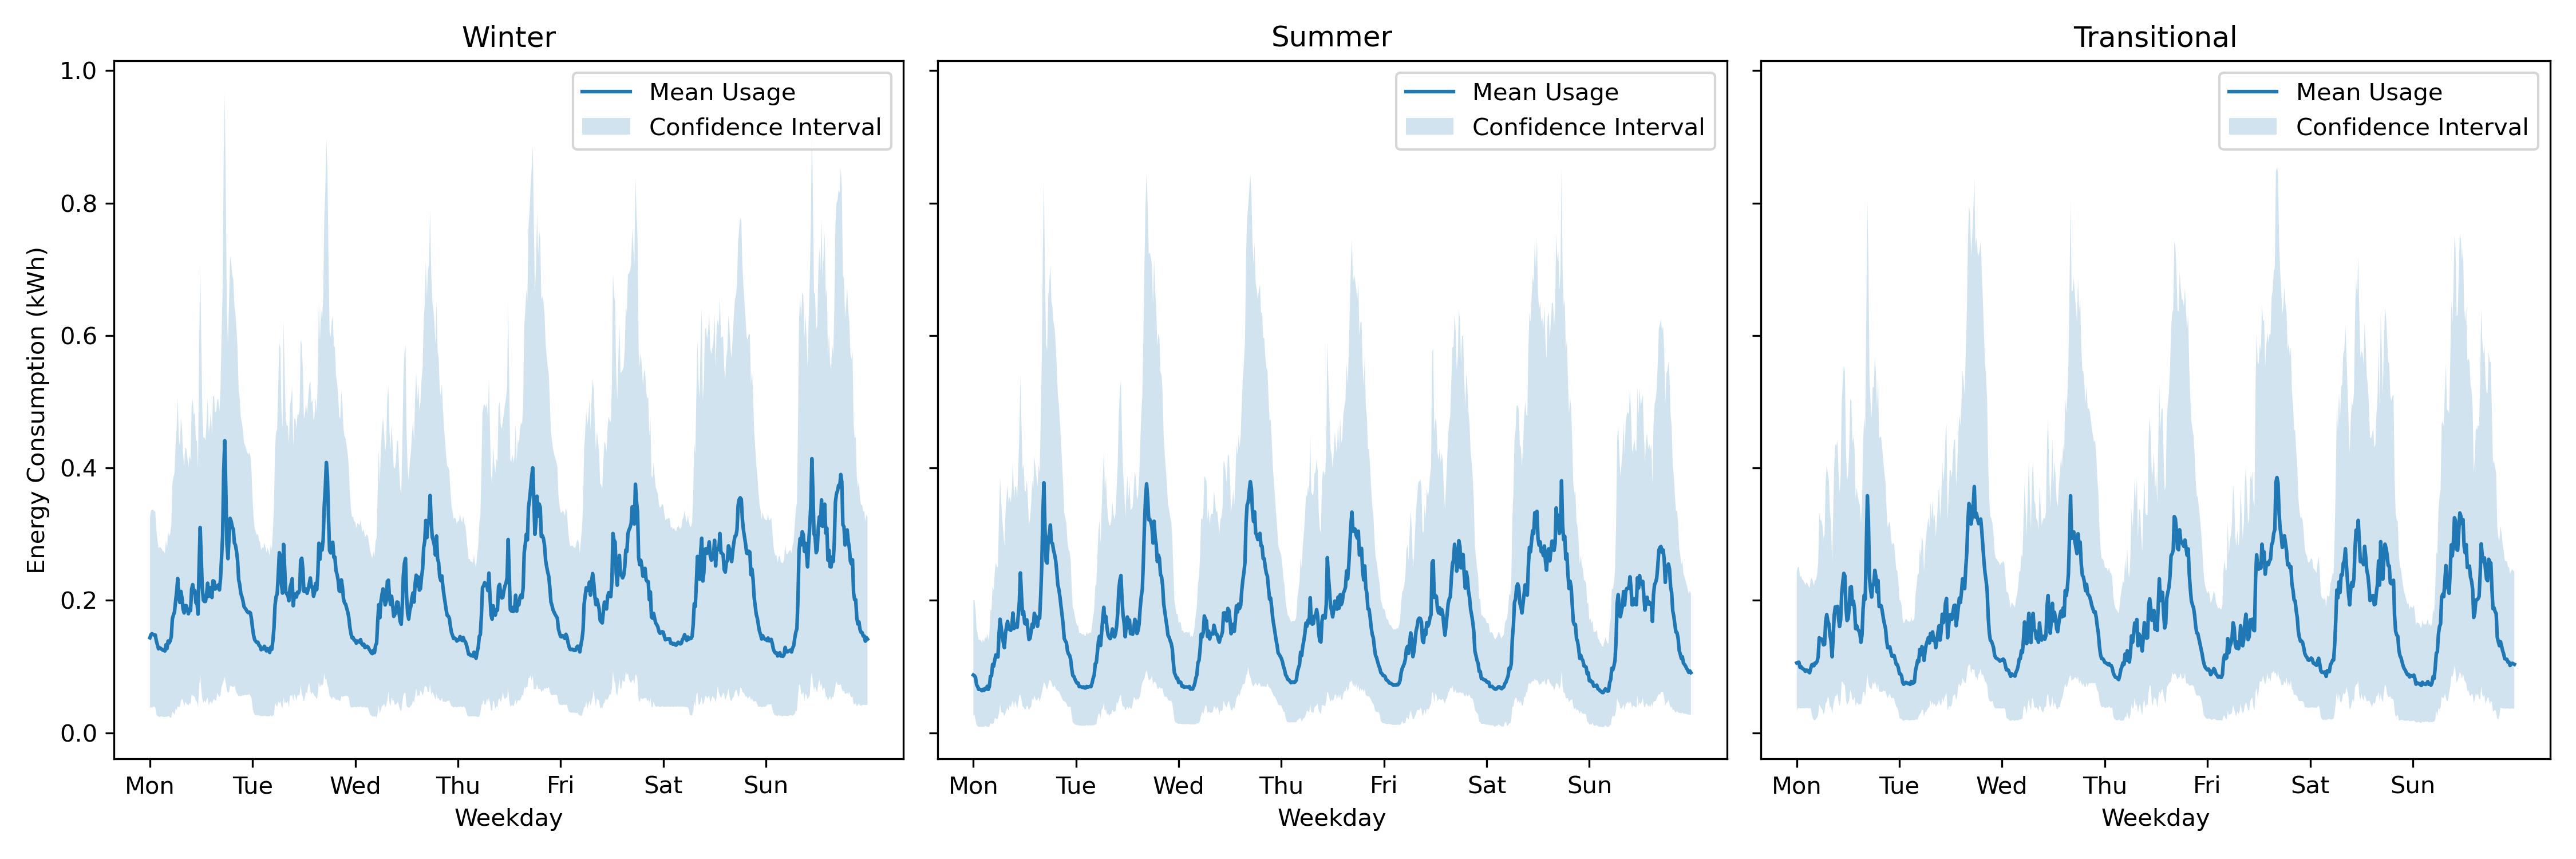 Winter
Summer
Transitional
Mean Usage
Confidence Interval
Mean Usage
Confidence Interval
Mean Usage
Confidence Interval
Energy Consumption (kWh)
1.0
0.8
0.6
0.4
0.2
0.0
Mon Tue Wed Thu Fri Sat Sun
Mon Tue Wed Thu Fri Sat Sun
Mon Tue Wed Thu Fri Sat Sun
Weekday
Weekday
Weekday